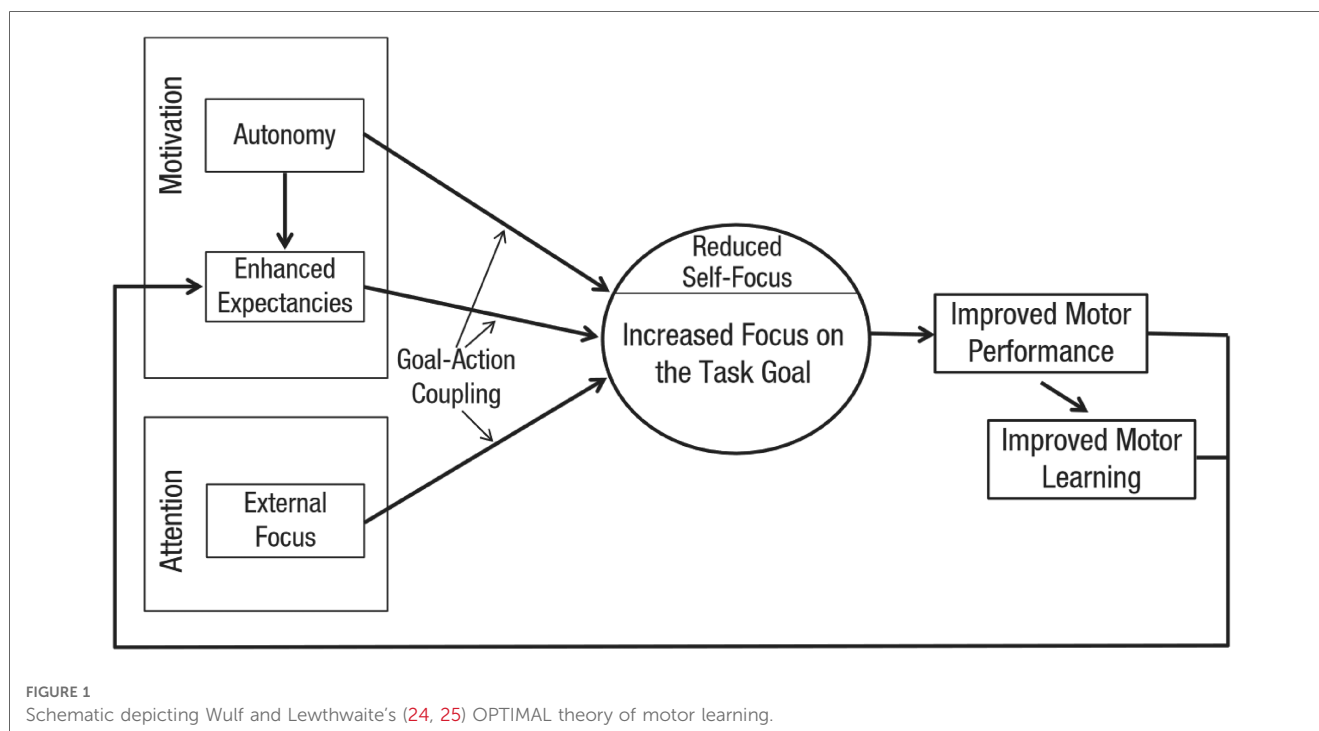 Motivation
Autonomy
Enhanced
Expectancies
Attention
External
Focus
Goal-Action
Coupling
Reduced
Self-Focus
Increased Focus on
the Task Goal
Improved Motor
Performance
Improved Motor
Learning
FIGURE 1
Schematic depicting Wulf and Lewthwaite's (24, 25) OPTIMAL theory of motor learning.